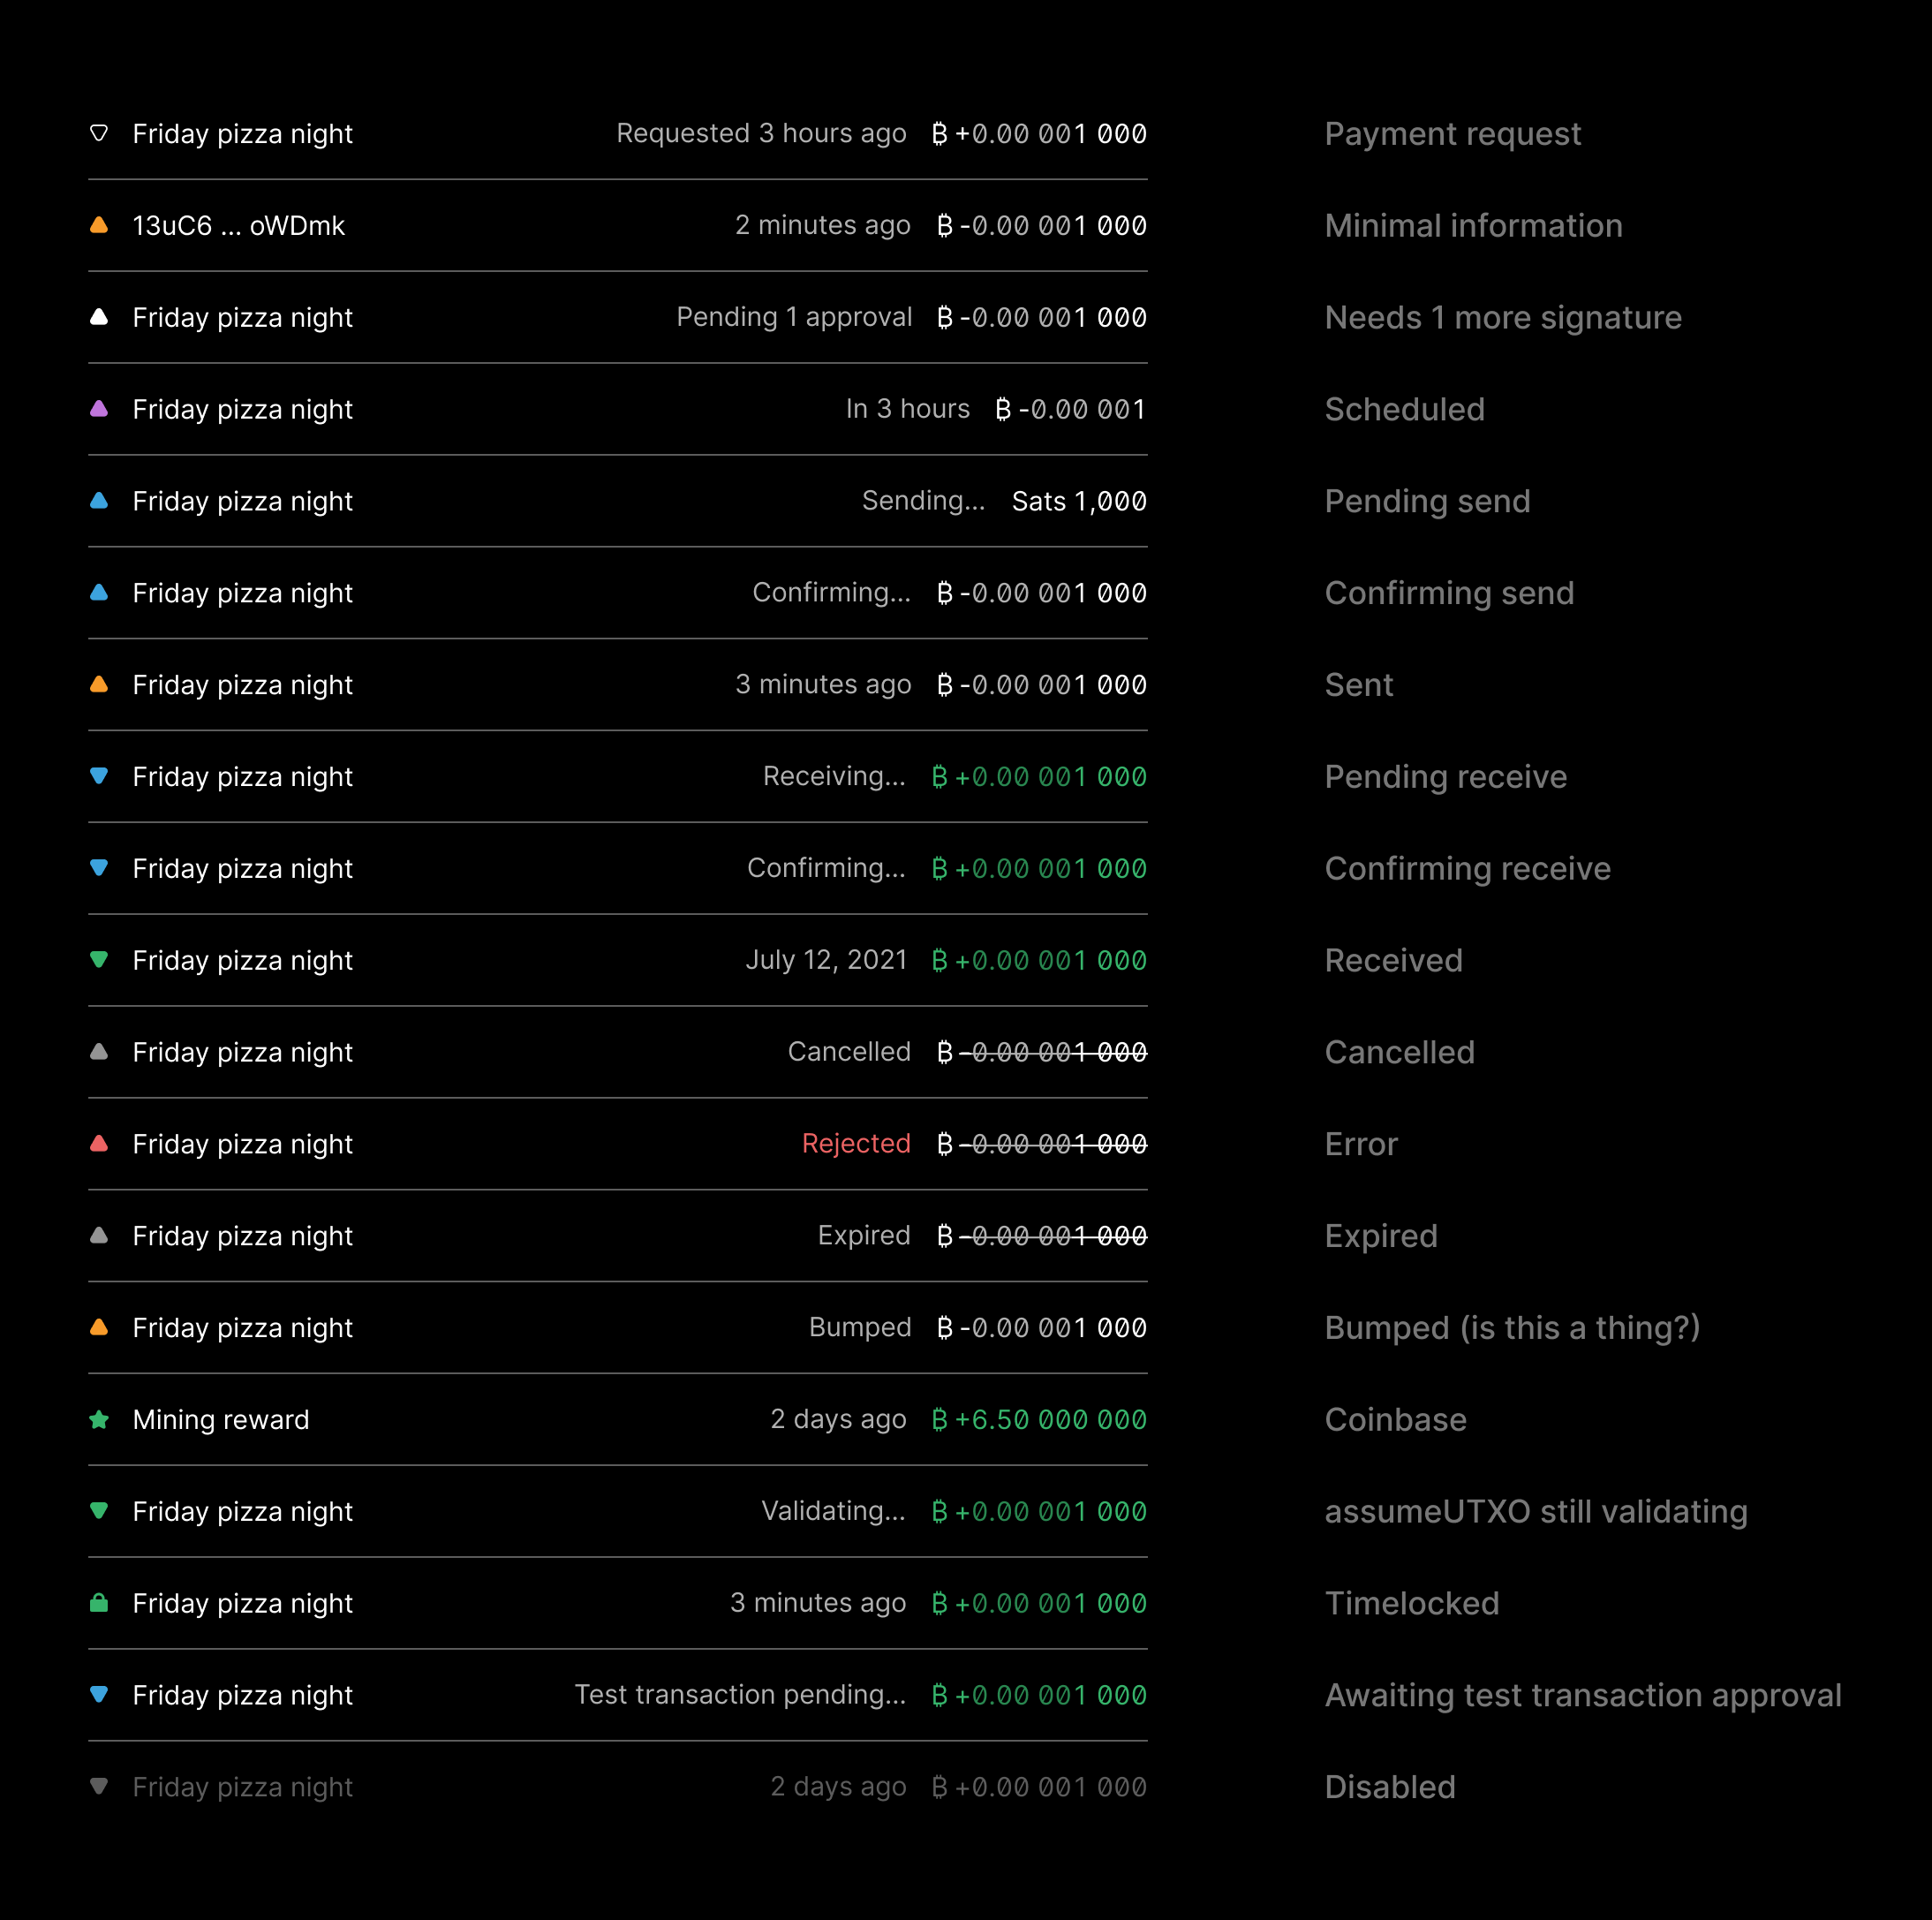 Friday pizza night Requested 3 hours ago ₿ +0.00 001 000 Payment request
13uC6 ... oWDmk 2 minutes ago ₿ -0.00 001 000 Minimal information
Friday pizza night Pending 1 approval ₿ -0.00 001 000 Needs 1 more signature
Friday pizza night In 3 hours ₿ -0.00 001 Scheduled
Friday pizza night Sending... Sats 1,000 Pending send
Friday pizza night Confirming... ₿ -0.00 001 000 Confirming send
Friday pizza night 3 minutes ago ₿ -0.00 001 000 Sent
Friday pizza night Receiving... ₿ +0.00 001 000 Pending receive
Friday pizza night Confirming... ₿ +0.00 001 000 Confirming receive
Friday pizza night July 12, 2021 ₿ +0.00 001 000 Received
Friday pizza night Cancelled ₿ -0.00 001 000 Cancelled
Friday pizza night Rejected ₿ -0.00 001 000 Error
Friday pizza night Expired ₿ -0.00 001 000 Expired
Friday pizza night Bumped ₿ -0.00 001 000 Bumped (is this a thing?)
Mining reward 2 days ago ₿ +6.50 000 000 Coinbase
Friday pizza night Validating... ₿ +0.00 001 000 assumeUTXO still validating
Friday pizza night 3 minutes ago ₿ +0.00 001 000 Timelocked
Friday pizza night Test transaction pending... ₿ +0.00 001 000 Awaiting test transaction approval
Friday pizza night 2 days ago ₿ +0.00 001 000 Disabled